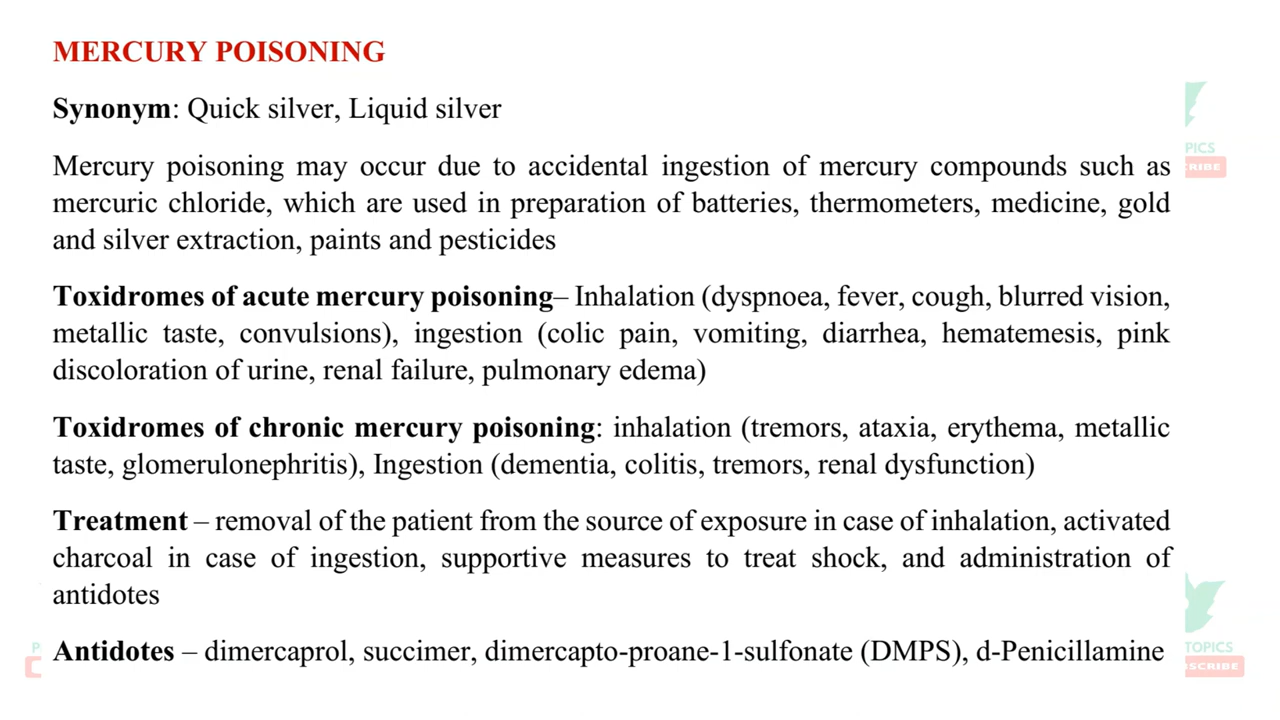 MERCURY POISONING
Synonym: Quick silver, Liquid silver
Mercury poisoning may occur due to accidental ingestion of mercury compounds such as
mercuric chloride, which are used in preparation of batteries, thermometers, medicine, gold
and silver extraction, paints and pesticides
Toxidromes of acute mercury poisoning– Inhalation (dyspnoea, fever, cough, blurred vision,
metallic taste, convulsions), ingestion (colic pain, vomiting, diarrhea, hematemesis, pink
discoloration of urine, renal failure, pulmonary edema)
Toxidromes of chronic mercury poisoning: inhalation (tremors, ataxia, erythema, metallic
taste, glomerulonephritis), Ingestion (dementia, colitis, tremors, renal dysfunction)
Treatment – removal of the patient from the source of exposure in case of inhalation, activated
charcoal in case of ingestion, supportive measures to treat shock, and administration of
antidotes
Antidotes – dimercaprol, succimer, dimercapto-proane-1-sulfonate (DMPS), d-Penicillamine
PICS
RIBE
TOPICS
SCRIBE